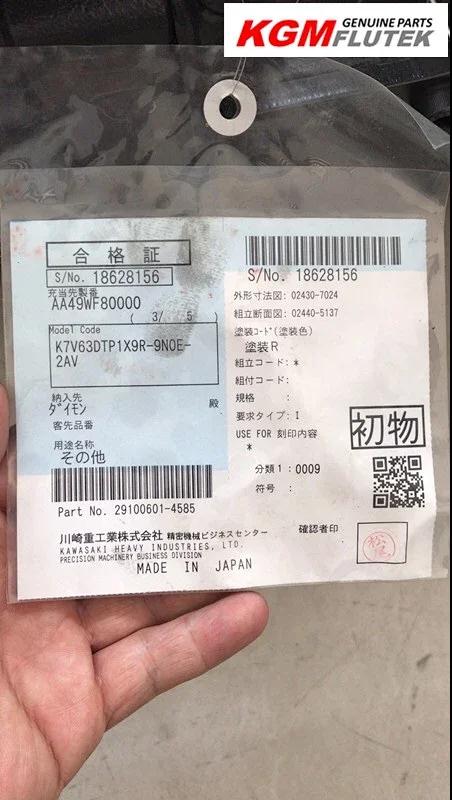 KGM GENUINE PARTS
FLUTEK
合格証
S/No. 18628156
充当先製番
AA49WF80000
( 3/ 5 )
Model Code
K7V63DTP1X9R-9N0E-
2AV
納入先
ダイモン 殿
客先品番
用途名称
その他
Part No. 29100601-4585
S/No. 18628156
外形寸法図: 02430-7024
組立断面図: 02440-5137
塗装コード(塗装色)
塗装R
組立コード: *
組付コード:
規格 :
要求タイプ: I
USE FOR 刻印内容
*
初物
分類1 : 0009
符号 :
川崎重工業株式会社 精密機械ビジネスセンター
KAWASAKI HEAVY INDUSTRIES, LTD.
PRECISION MACHINERY BUSINESS DIVISION
MADE IN JAPAN
確認者印
松尾